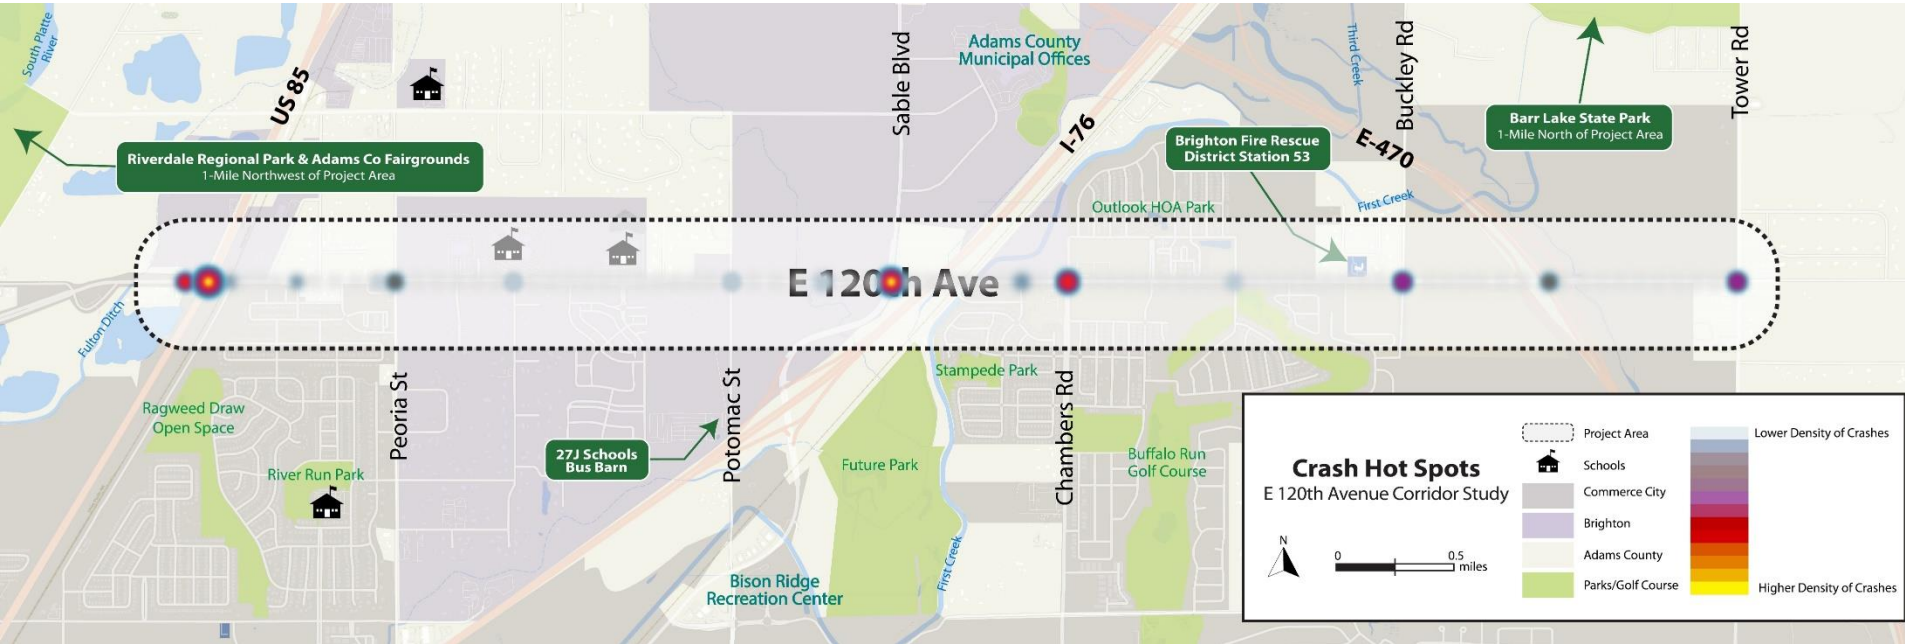 South Platte
River
US 85
Riverdale Regional Park & Adams Co Fairgrounds
1-Mile Northwest of Project Area
Sable Blvd
Adams County
Municipal Offices
I-76
Third Creek
Buckley Rd
E-470
Barr Lake State Park
1-Mile North of Project Area
Tower Rd
Brighton Fire Rescue
District Station 53
First Creek
Outlook HOA Park
E 120th Ave
Fulton Ditch
Ragweed Draw
Open Space
River Run Park
Peoria St
27J Schools
Bus Barn
Potomac St
Stampede Park
Future Park
Chambers Rd
Buffalo Run
Golf Course
First Creek
Bison Ridge
Recreation Center
Crash Hot Spots
E 120th Avenue Corridor Study
N
0 0.5
miles
Project Area
Schools
Commerce City
Brighton
Adams County
Parks/Golf Course
Lower Density of Crashes
Higher Density of Crashes